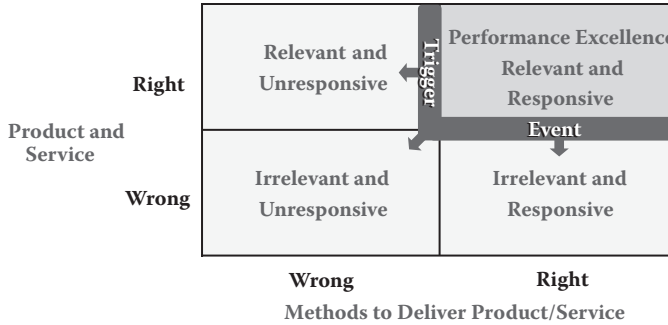 Performance Excellence
Relevant and
Responsive
Relevant and
Unresponsive
Trigger
Event
Right
Product and
Service
Wrong
Irrelevant and
Unresponsive
Irrelevant and
Responsive
Wrong
Right
Methods to Deliver Product/Service